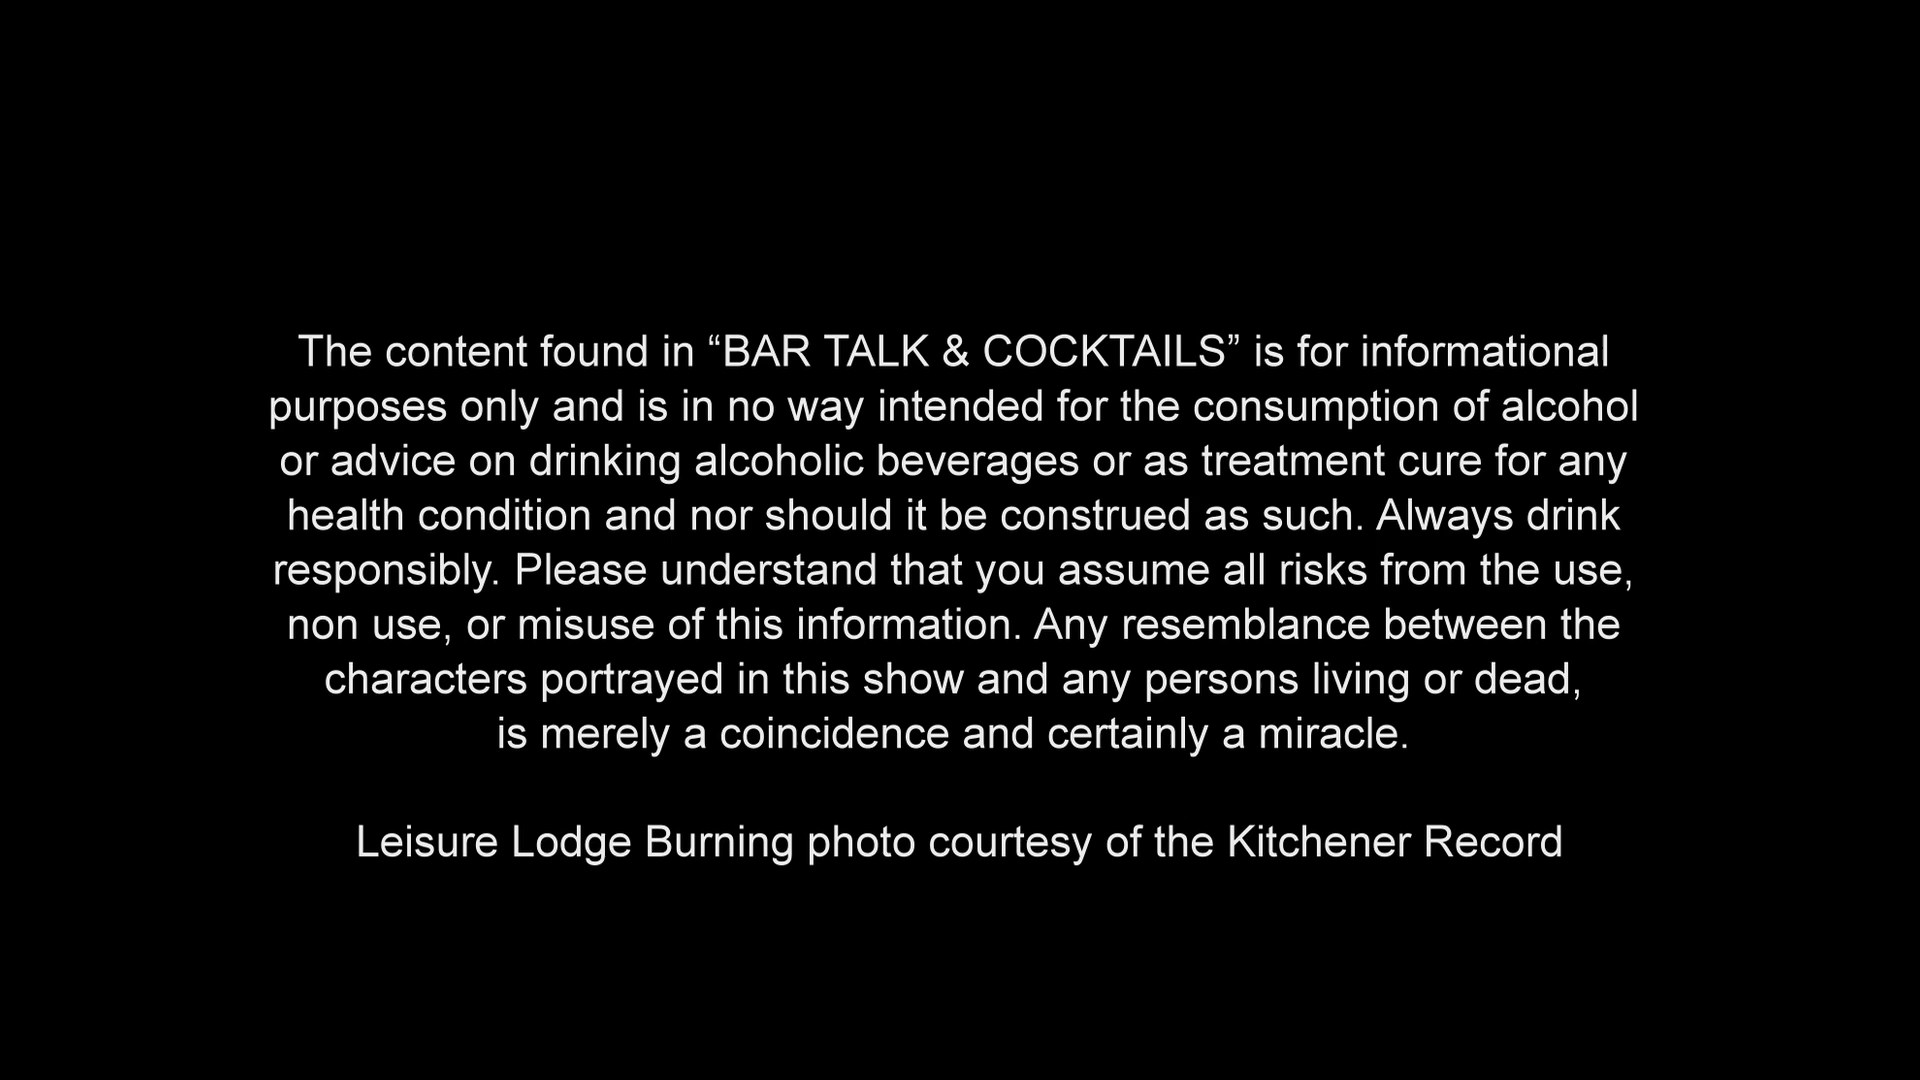 The content found in “BAR TALK & COCKTAILS” is for informational
purposes only and is in no way intended for the consumption of alcohol
or advice on drinking alcoholic beverages or as treatment cure for any
health condition and nor should it be construed as such. Always drink
responsibly. Please understand that you assume all risks from the use,
non use, or misuse of this information. Any resemblance between the
characters portrayed in this show and any persons living or dead,
is merely a coincidence and certainly a miracle.
Leisure Lodge Burning photo courtesy of the Kitchener Record